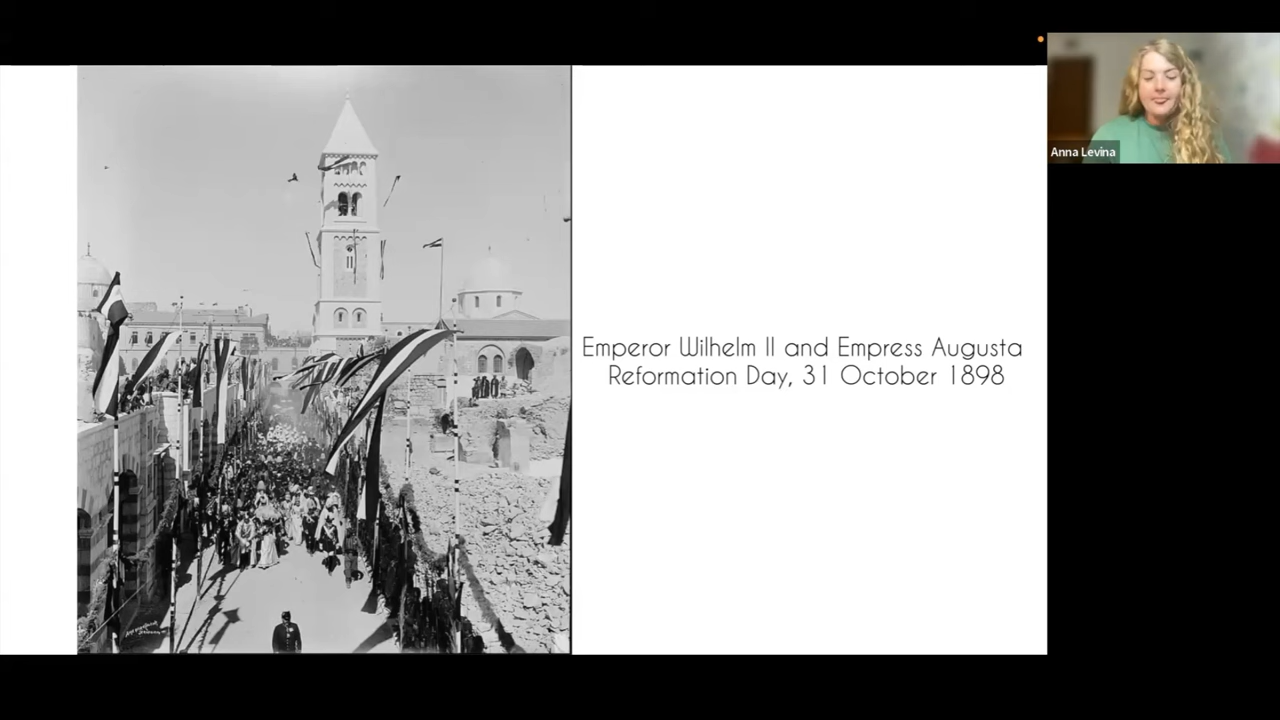 Emperor Wilhelm II and Empress Augusta
Reformation Day, 31 October 1898
Anna Levina